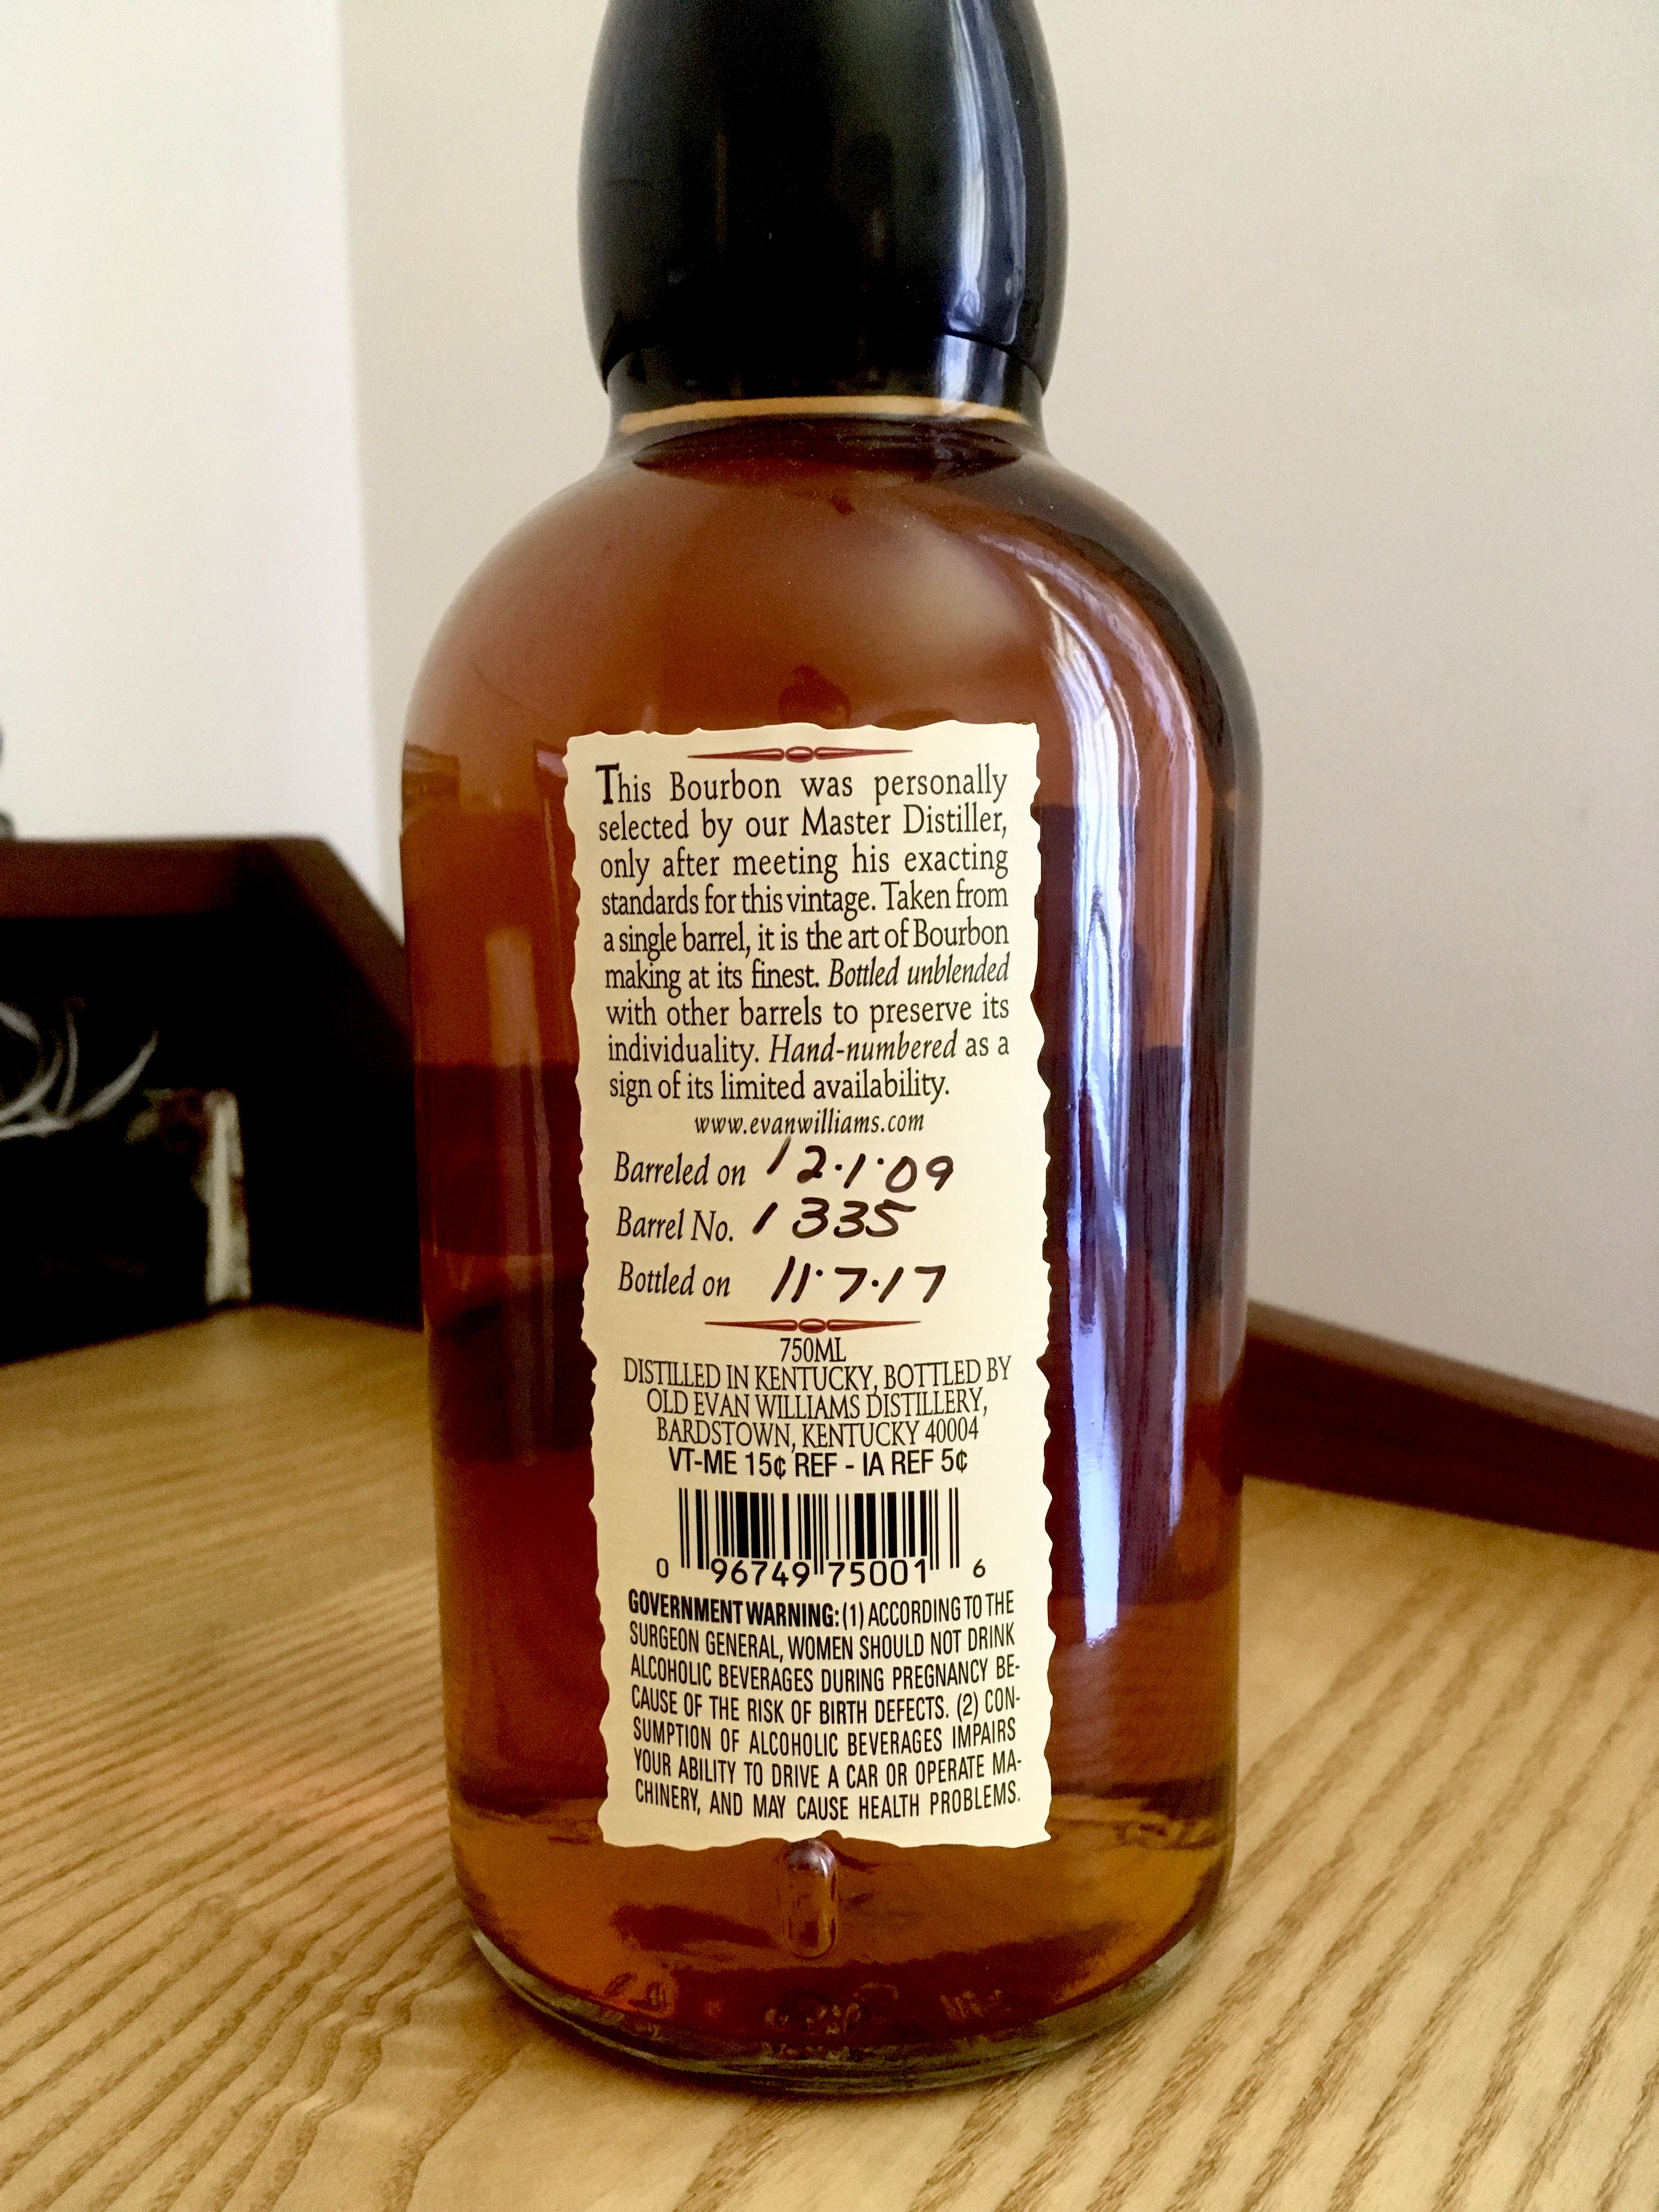 This Bourbon was personally
selected by our Master Distiller,
only after meeting his exacting
standards for this vintage. Taken from
a single barrel, it is the art of Bourbon
making at its finest. Bottled unblended
with other barrels to preserve its
individuality. Hand-numbered as a
sign of its limited availability.
www.evanwilliams.com
Barreled on 12·1·09
Barrel No. 1335
Bottled on 11·7·17
750ML
DISTILLED IN KENTUCKY, BOTTLED BY
OLD EVAN WILLIAMS DISTILLERY,
BARDSTOWN, KENTUCKY 40004
VT-ME 15¢ REF - IA REF 5¢
0 96749 75001 6
GOVERNMENT WARNING: (1) ACCORDING TO THE
SURGEON GENERAL, WOMEN SHOULD NOT DRINK
ALCOHOLIC BEVERAGES DURING PREGNANCY BE-
CAUSE OF THE RISK OF BIRTH DEFECTS. (2) CON-
SUMPTION OF ALCOHOLIC BEVERAGES IMPAIRS
YOUR ABILITY TO DRIVE A CAR OR OPERATE MA-
CHINERY, AND MAY CAUSE HEALTH PROBLEMS.